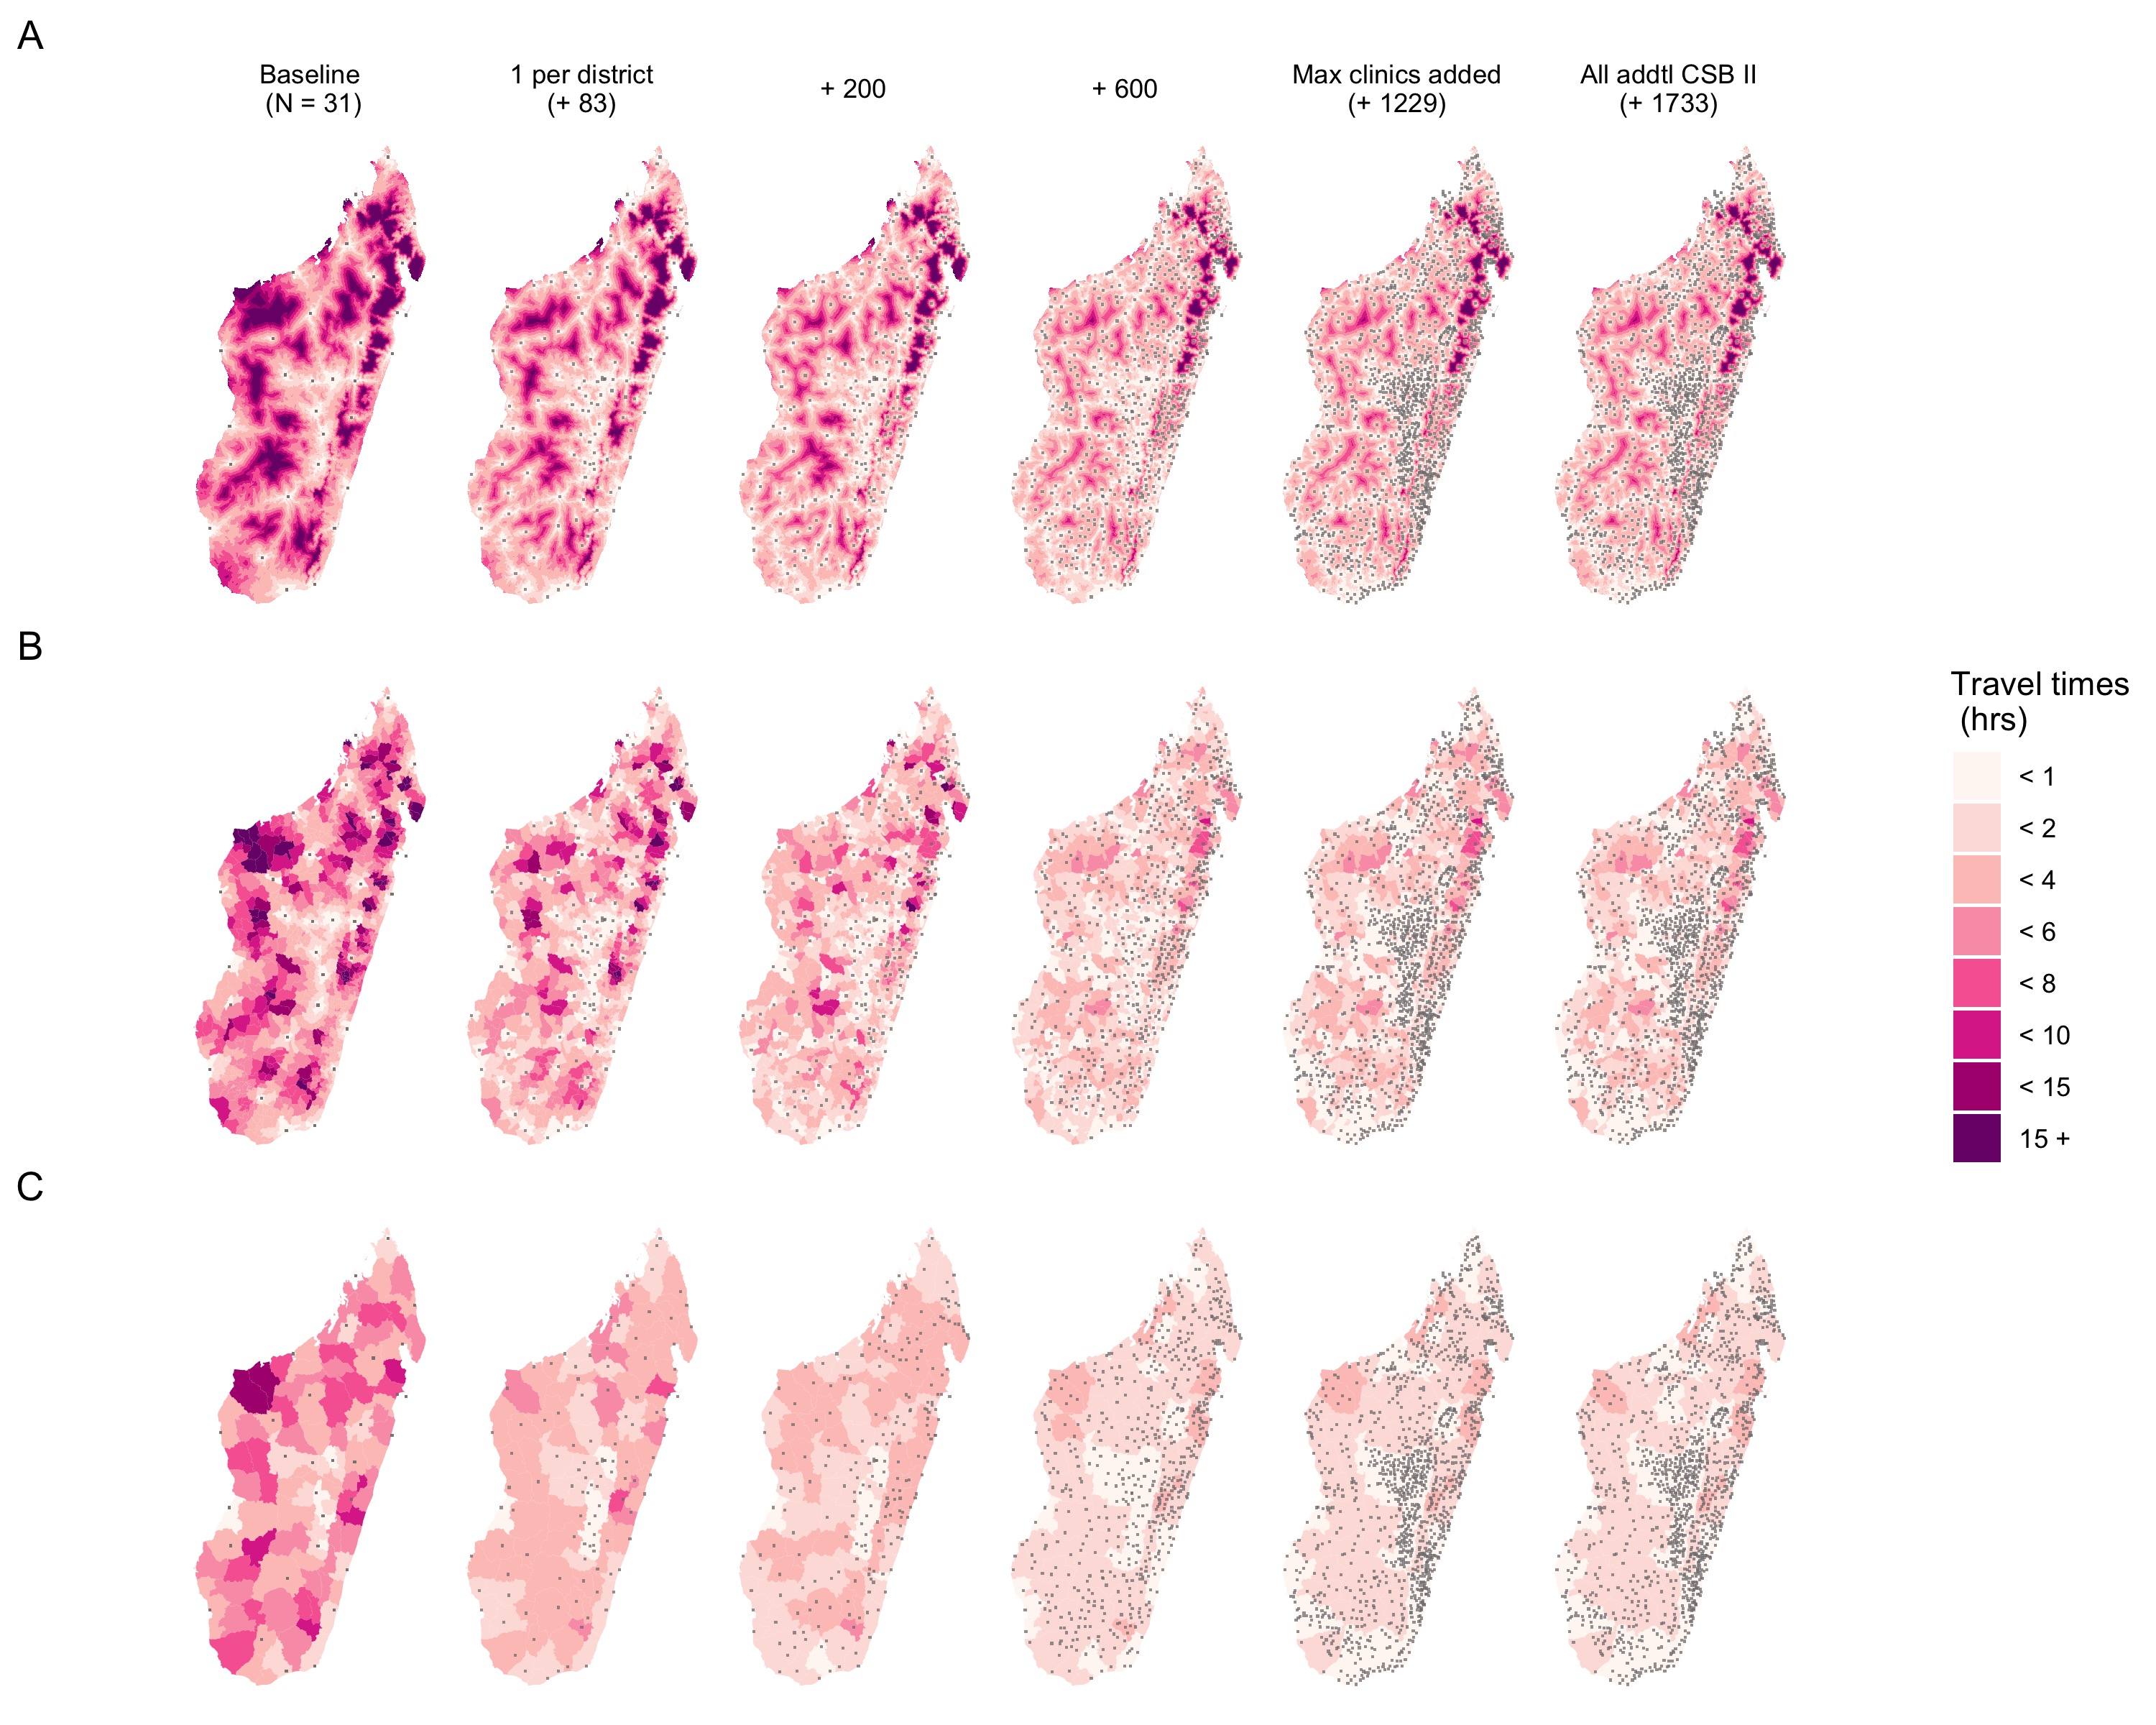 A
Baseline
(N = 31)
1 per district
(+ 83)
+ 200
+ 600
Max clinics added
(+ 1229)
All addtl CSB II
(+ 1733)
B
Travel times
(hrs)
< 1
< 2
< 4
< 6
< 8
< 10
< 15
15 +
C